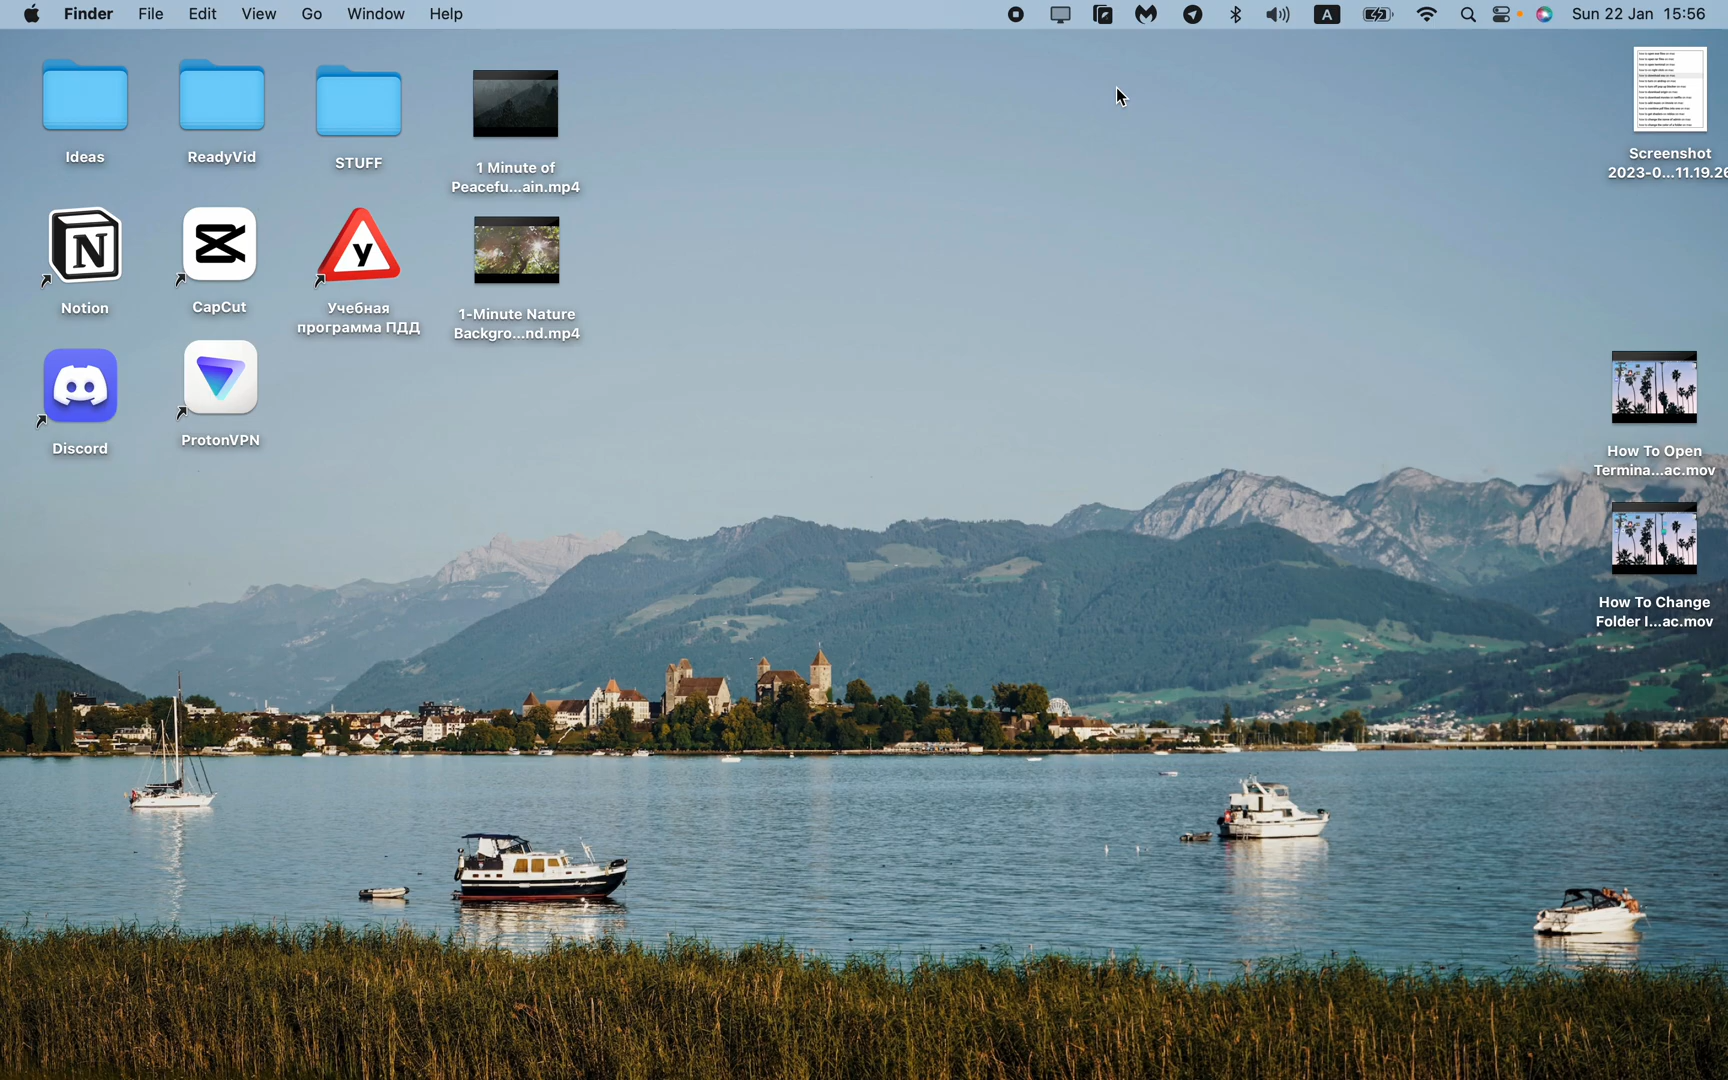 Finder File Edit View Go Window Help A Sun 22 Jan 15:56
Ideas
ReadyVid
STUFF
1 Minute of
Peacefu...ain.mp4
Screenshot
2023-0...11.19.26
N
Notion
CapCut
У
Учебная
программа ПДД
1-Minute Nature
Backgro...nd.mp4
Discord
ProtonVPN
How To Open
Termina...ac.mov
How To Change
Folder I...ac.mov